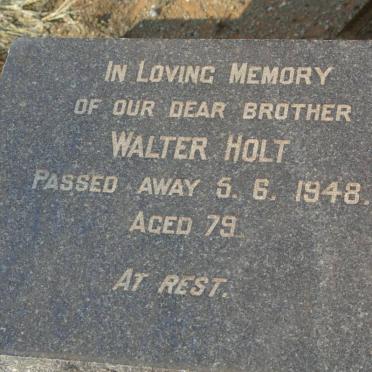 In Loving Memory
of our dear brother
Walter Holt
Passed away 5. 6. 1948.
Aged 79.
At rest.